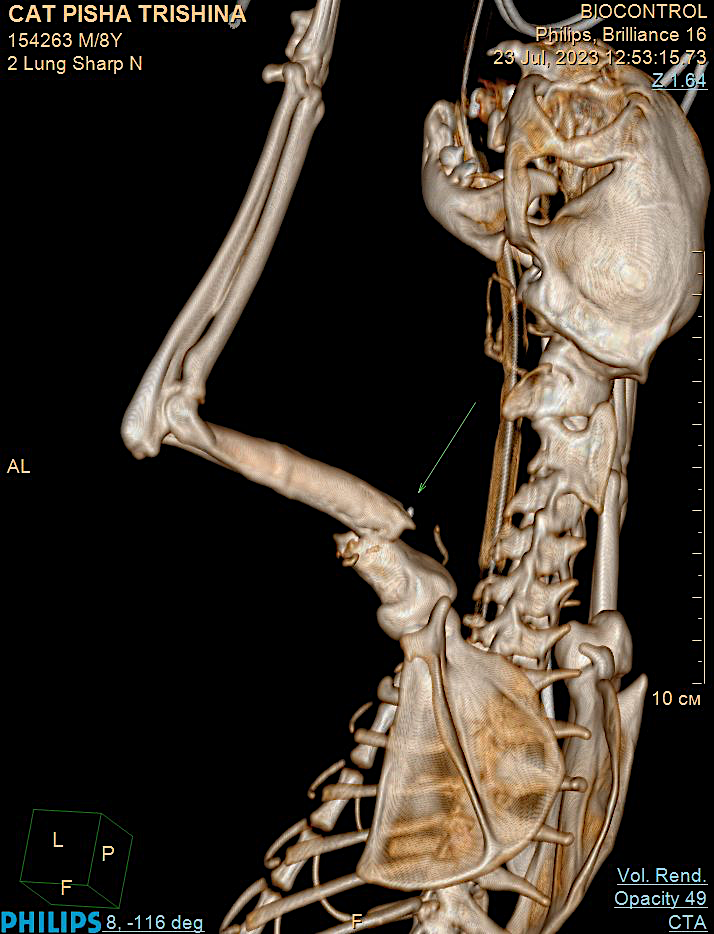 CAT PISHA TRISHINA
154263 M/8Y
2 Lung Sharp N
BIOCONTROL
Philips, Brilliance 16
23 Jul, 2023 12:53:15.73
Z 1.64
AL
10 см
L
P
F
Vol. Rend.
Opacity 49
CTA
PHILIPS 8, -116 deg
F